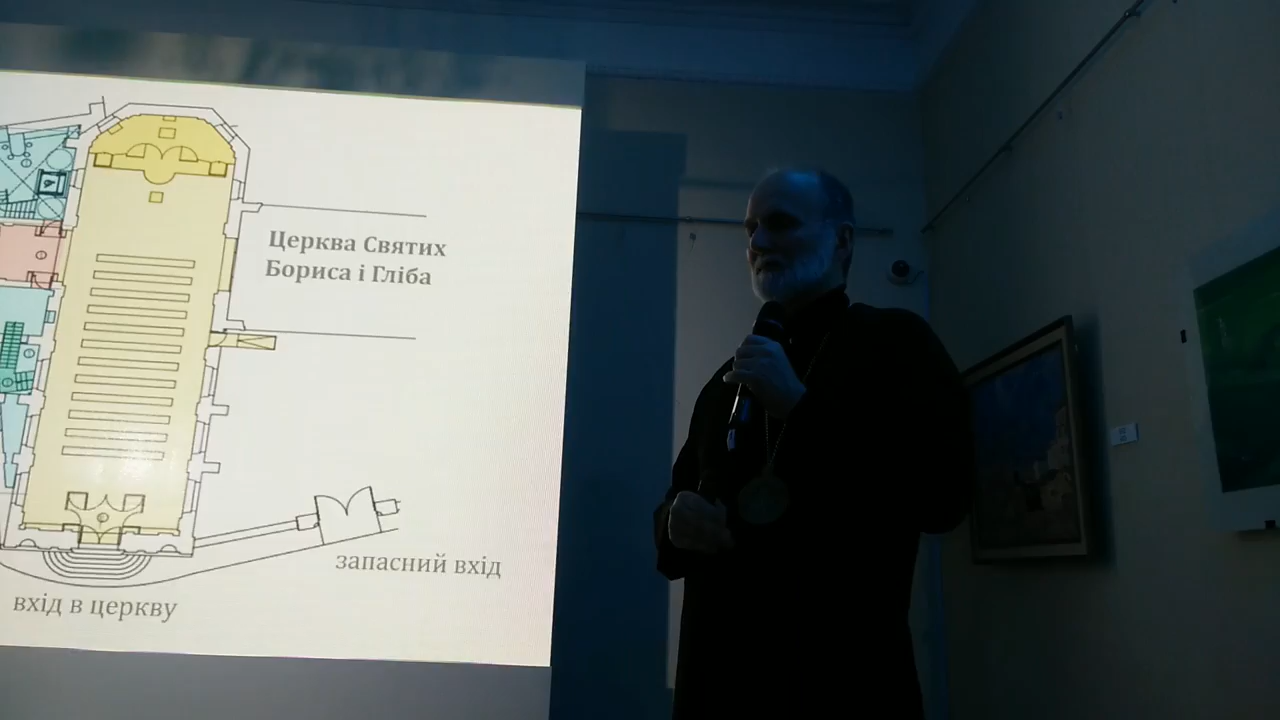 Церква Святих
Бориса і Гліба
запасний вхід
вхід в церкву